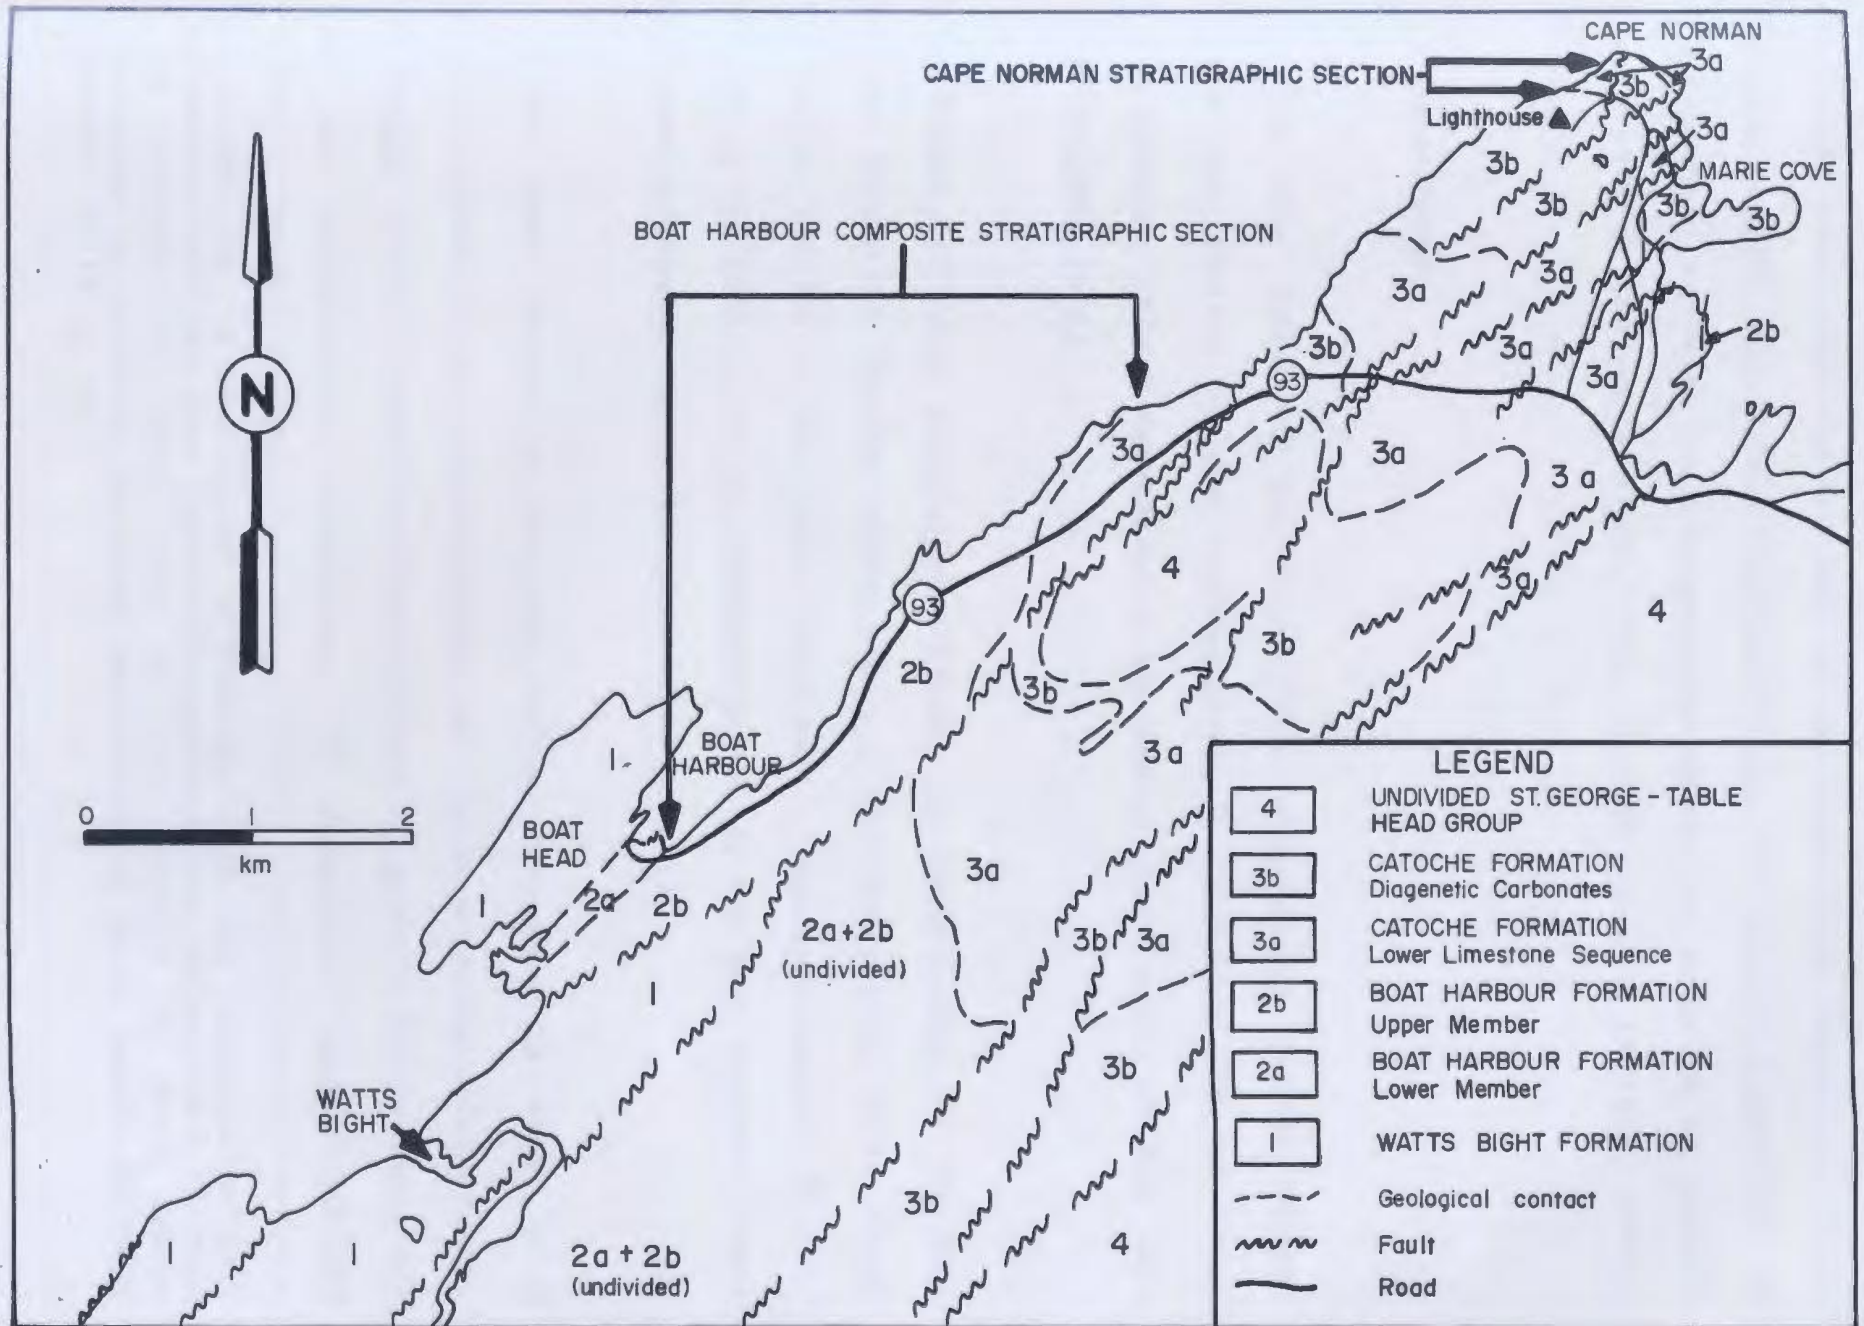 CAPE NORMAN
CAPE NORMAN STRATIGRAPHIC SECTION
3a
3b
Lighthouse
3a
3b
MARIE COVE
3b
3b
3b
BOAT HARBOUR COMPOSITE STRATIGRAPHIC SECTION
3a
3a
2b
3b
3a
93
3a
N
3a
3a
3a
4
3a
93
4
3b
2b
3b
1
BOAT
HARBOUR
3a
0 1 2
km
BOAT
HEAD
3a
1
2a
2b
2a+2b
(undivided)
3b
3a
1
3b
WATTS
BIGHT
3b
1
1
2a + 2b
(undivided)
4
LEGEND
4 UNDIVIDED ST. GEORGE - TABLE
HEAD GROUP
3b CATOCHE FORMATION
Diagenetic Carbonates
3a CATOCHE FORMATION
Lower Limestone Sequence
2b BOAT HARBOUR FORMATION
Upper Member
2a BOAT HARBOUR FORMATION
Lower Member
1 WATTS BIGHT FORMATION
Geological contact
Fault
Road